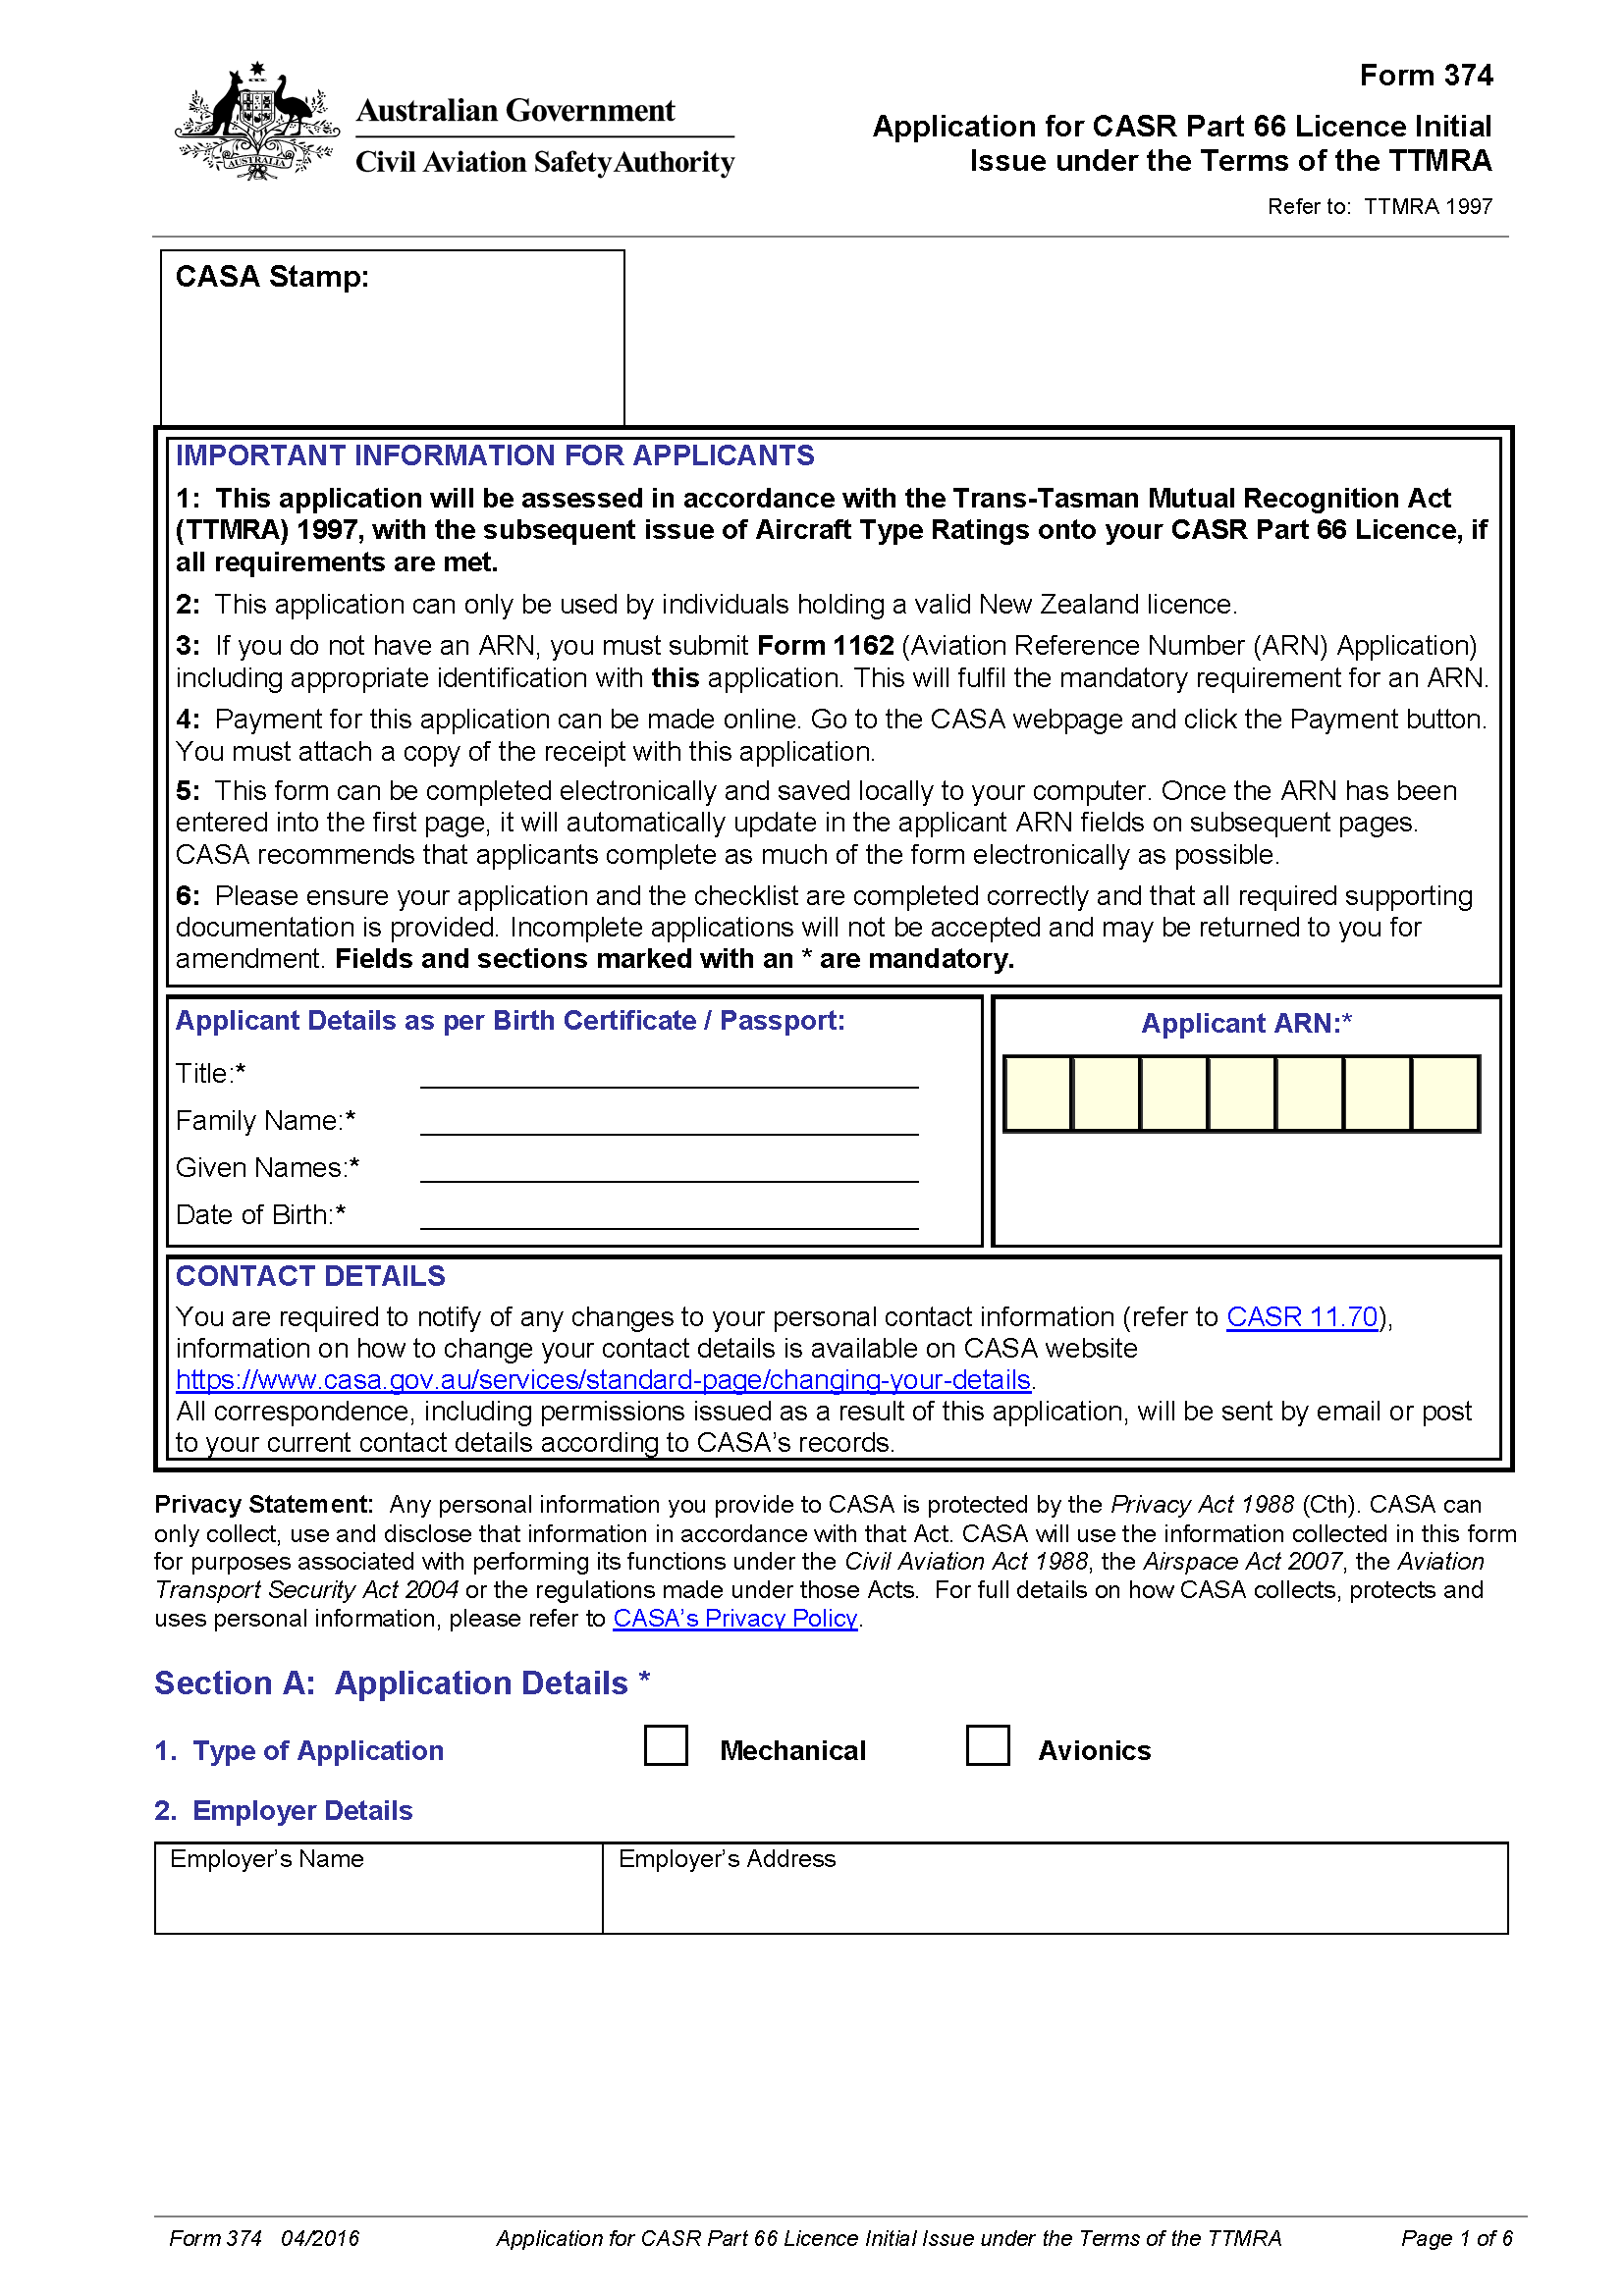 Form 374
Australian Government
Civil Aviation Safety Authority
Application for CASR Part 66 Licence Initial
Issue under the Terms of the TTMRA
Refer to: TTMRA 1997
AUSTRALIA
CASA Stamp:
IMPORTANT INFORMATION FOR APPLICANTS
1: This application will be assessed in accordance with the Trans-Tasman Mutual Recognition Act
(TTMRA) 1997, with the subsequent issue of Aircraft Type Ratings onto your CASR Part 66 Licence, if
all requirements are met.
2: This application can only be used by individuals holding a valid New Zealand licence.
3: If you do not have an ARN, you must submit Form 1162 (Aviation Reference Number (ARN) Application)
including appropriate identification with this application. This will fulfil the mandatory requirement for an ARN.
4: Payment for this application can be made online. Go to the CASA webpage and click the Payment button.
You must attach a copy of the receipt with this application.
5: This form can be completed electronically and saved locally to your computer. Once the ARN has been
entered into the first page, it will automatically update in the applicant ARN fields on subsequent pages.
CASA recommends that applicants complete as much of the form electronically as possible.
6: Please ensure your application and the checklist are completed correctly and that all required supporting
documentation is provided. Incomplete applications will not be accepted and may be returned to you for
amendment. Fields and sections marked with an * are mandatory.
Applicant Details as per Birth Certificate / Passport:
Title:*
Family Name:*
Given Names:*
Date of Birth:*
Applicant ARN:*
CONTACT DETAILS
You are required to notify of any changes to your personal contact information (refer to CASR 11.70),
information on how to change your contact details is available on CASA website
https://www.casa.gov.au/services/standard-page/changing-your-details.
All correspondence, including permissions issued as a result of this application, will be sent by email or post
to your current contact details according to CASA's records.
Privacy Statement: Any personal information you provide to CASA is protected by the Privacy Act 1988 (Cth). CASA can
only collect, use and disclose that information in accordance with that Act. CASA will use the information collected in this form
for purposes associated with performing its functions under the Civil Aviation Act 1988, the Airspace Act 2007, the Aviation
Transport Security Act 2004 or the regulations made under those Acts. For full details on how CASA collects, protects and
uses personal information, please refer to CASA's Privacy Policy.
Section A: Application Details *
1. Type of Application Mechanical Avionics
2. Employer Details
Employer's Name Employer's Address
Form 374 04/2016 Application for CASR Part 66 Licence Initial Issue under the Terms of the TTMRA Page 1 of 6